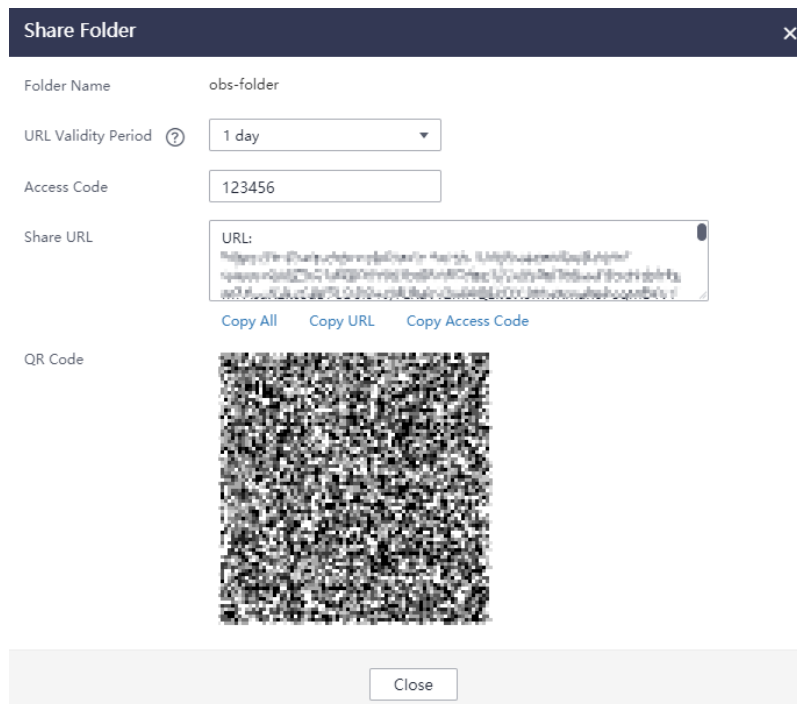 Share Folder
Folder Name obs-folder
URL Validity Period ? 1 day
Access Code 123456
Share URL URL:
Copy All Copy URL Copy Access Code
QR Code
Close